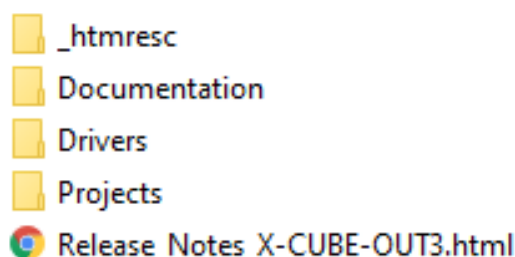 _htmresc
Documentation
Drivers
Projects
Release Notes X-CUBE-OUT3.html